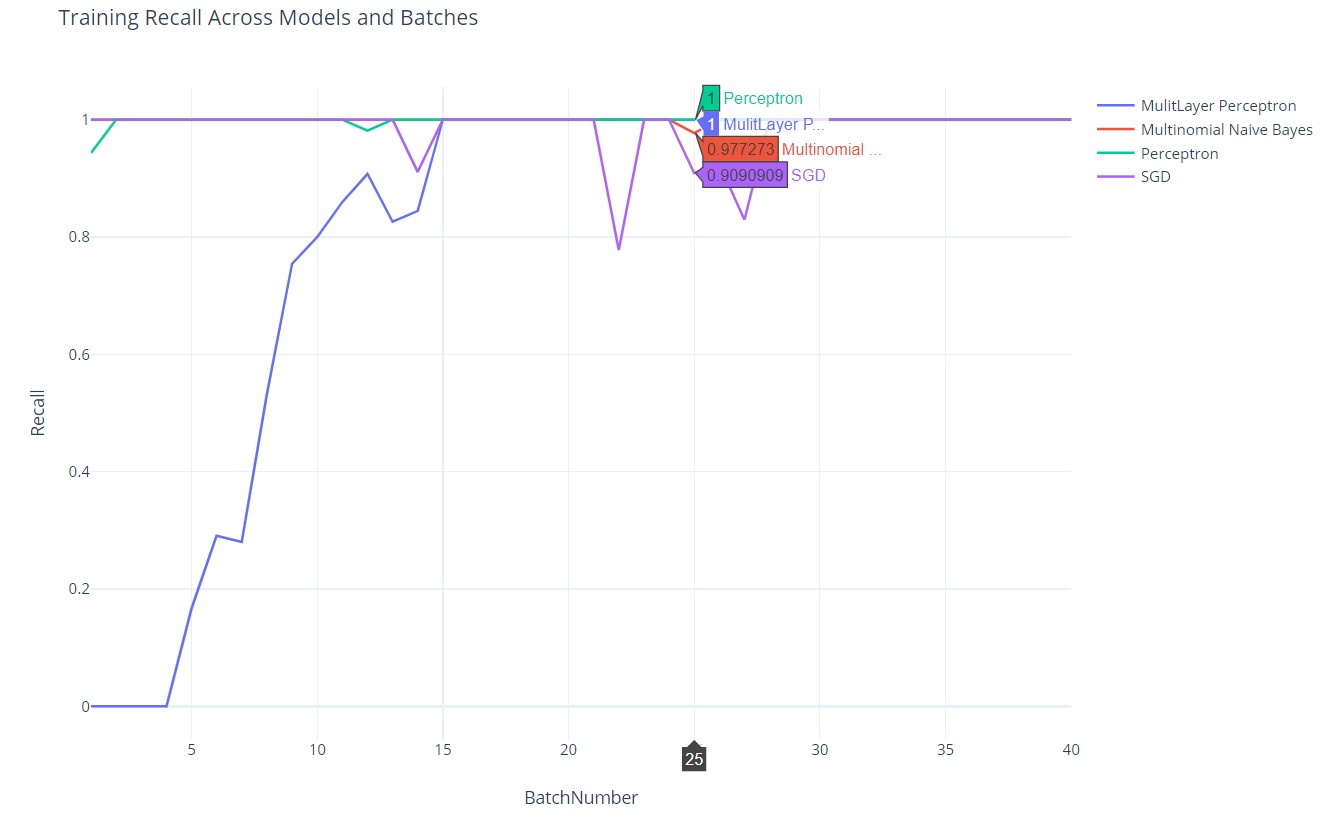 Training Recall Across Models and Batches
1
0.8
0.6
0.4
0.2
0
Recall
5
10
15
20
25
30
35
40
BatchNumber
1 Perceptron
1 MulitLayer P...
0.977273 Multinomial ...
0.9090909 SGD
MulitLayer Perceptron
Multinomial Naive Bayes
Perceptron
SGD